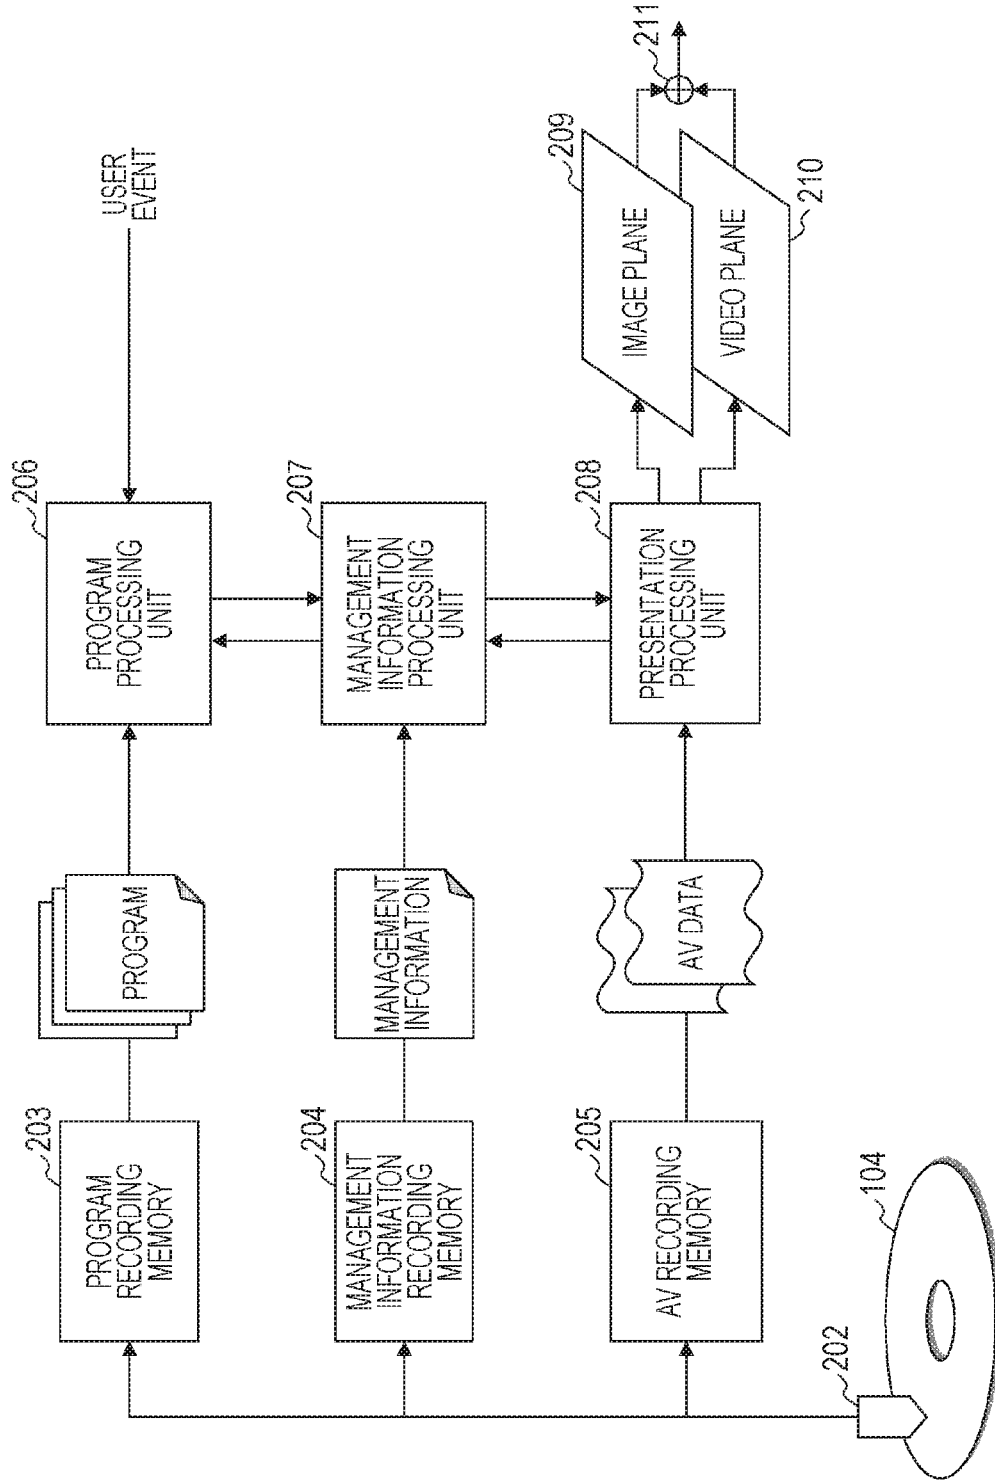 203
PROGRAM
RECORDING
MEMORY
PROGRAM
206
PROGRAM
PROCESSING
UNIT
USER
EVENT
204
MANAGEMENT
INFORMATION
RECORDING
MEMORY
MANAGEMENT
INFORMATION
207
MANAGEMENT
INFORMATION
PROCESSING
UNIT
205
AV RECORDING
MEMORY
AV DATA
208
PRESENTATION
PROCESSING
UNIT
209
IMAGE PLANE
211
VIDEO PLANE
210
202
104